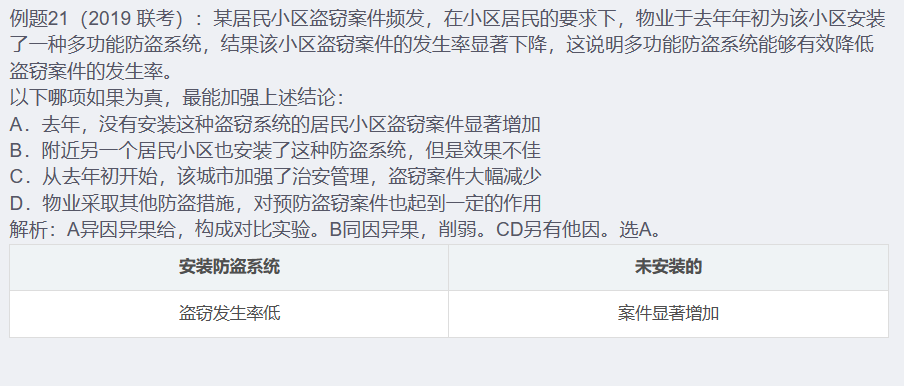 例题21（2019 联考）：某居民小区盗窃案件频发，在小区居民的要求下，物业于去年年初为该小区安装
了一种多功能防盗系统，结果该小区盗窃案件的发生率显著下降，这说明多功能防盗系统能够有效降低
盗窃案件的发生率。
以下哪项如果为真，最能加强上述结论：
A．去年，没有安装这种盗窃系统的居民小区盗窃案件显著增加
B．附近另一个居民小区也安装了这种防盗系统，但是效果不佳
C．从去年初开始，该城市加强了治安管理，盗窃案件大幅减少
D．物业采取其他防盗措施，对预防盗窃案件也起到一定的作用
解析：A异因异果给，构成对比实验。B同因异果，削弱。CD另有他因。选A。
安装防盗系统 未安装的
盗窃发生率低 案件显著增加